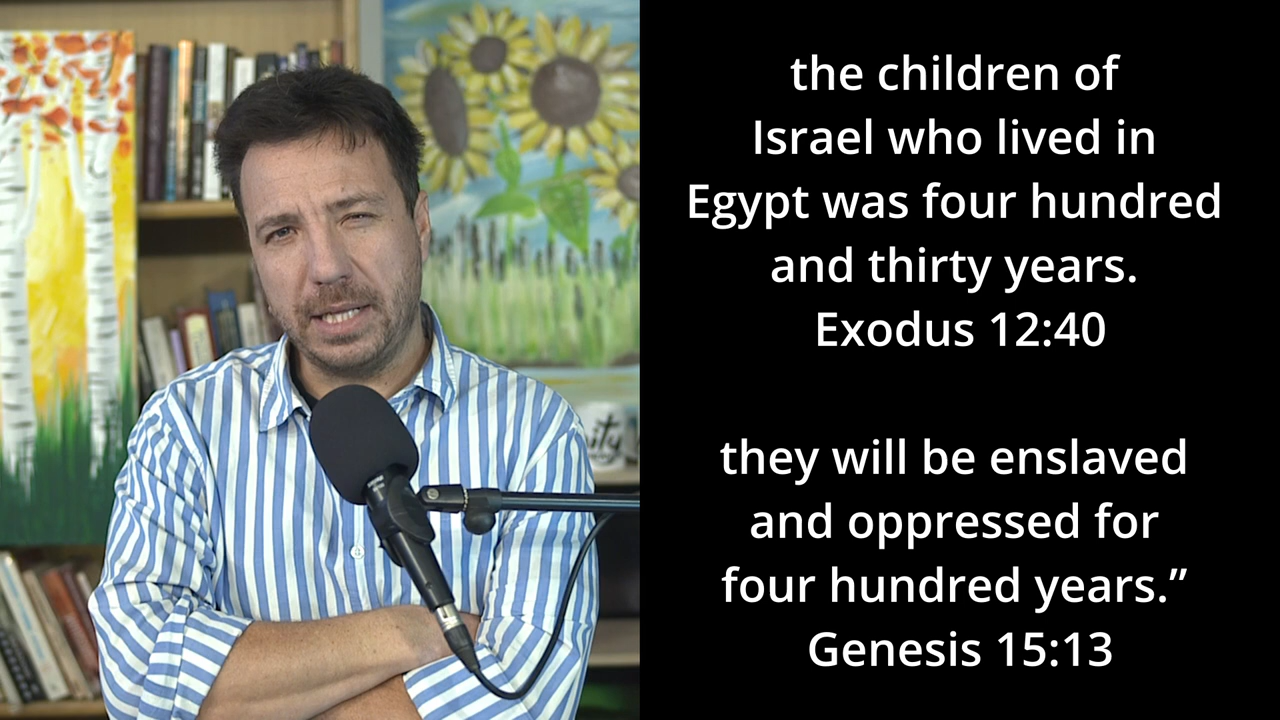 the children of
Israel who lived in
Egypt was four hundred
and thirty years.
Exodus 12:40
they will be enslaved
and oppressed for
four hundred years.”
Genesis 15:13